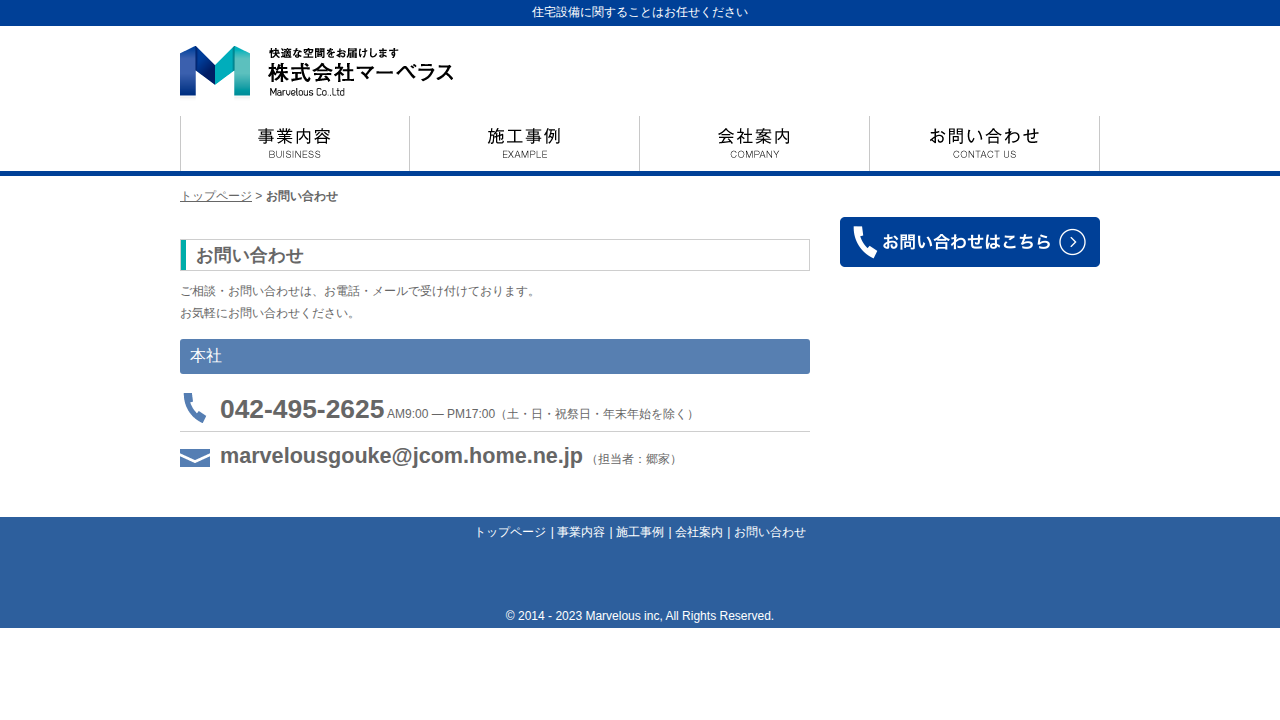 住宅設備に関することはお任せください
快適な空間をお届けします
株式会社マーベラス
Marvelous Co.,Ltd
事業内容
BUISINESS
施工事例
EXAMPLE
会社案内
COMPANY
お問い合わせ
CONTACT US
トップページ > お問い合わせ
お問い合わせはこちら
お問い合わせ
ご相談・お問い合わせは、お電話・メールで受け付けております。
お気軽にお問い合わせください。
本社
042-495-2625 AM9:00 — PM17:00（土・日・祝祭日・年末年始を除く）
marvelousgouke@jcom.home.ne.jp （担当者：郷家）
トップページ | 事業内容 | 施工事例 | 会社案内 | お問い合わせ
© 2014 - 2023 Marvelous inc, All Rights Reserved.